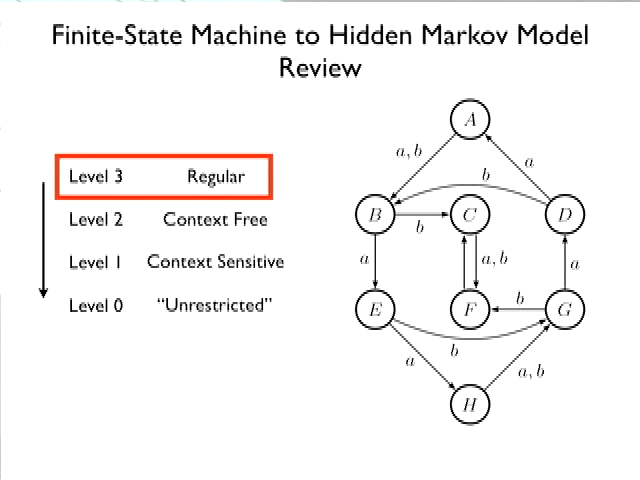 Finite-State Machine to Hidden Markov Model
Review
Level 3 Regular
Level 2 Context Free
Level 1 Context Sensitive
Level 0 “Unrestricted”
A
a, b
a
b
B
b
C
D
a
a, b
a
E
F
b
G
a
b
a, b
H